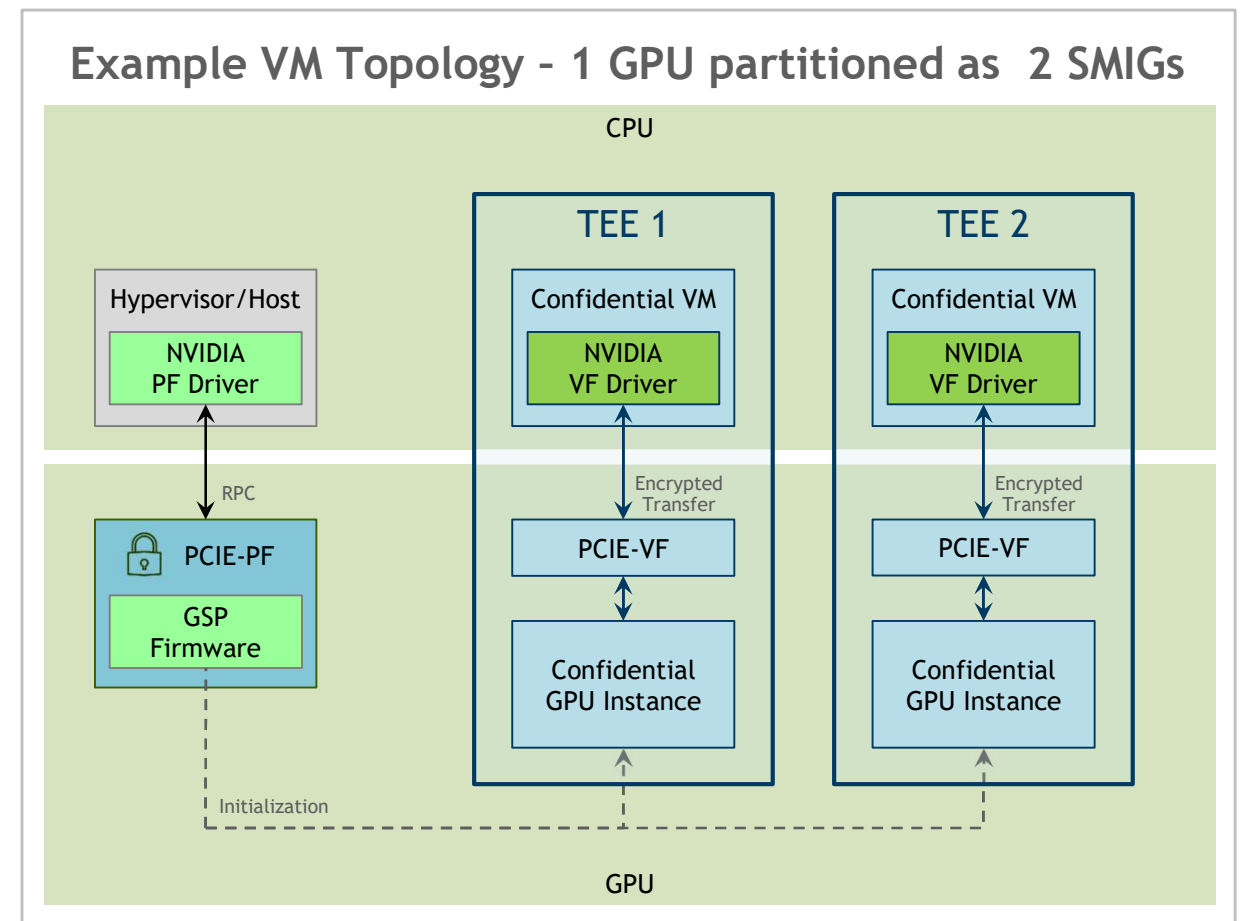 Example VM Topology – 1 GPU partitioned as 2 SMIGs
CPU
Hypervisor/Host
NVIDIA
PF Driver
TEE 1
Confidential VM
NVIDIA
VF Driver
TEE 2
Confidential VM
NVIDIA
VF Driver
RPC
PCIE-PF
GSP
Firmware
Encrypted
Transfer
PCIE-VF
Confidential
GPU Instance
Encrypted
Transfer
PCIE-VF
Confidential
GPU Instance
Initialization
GPU